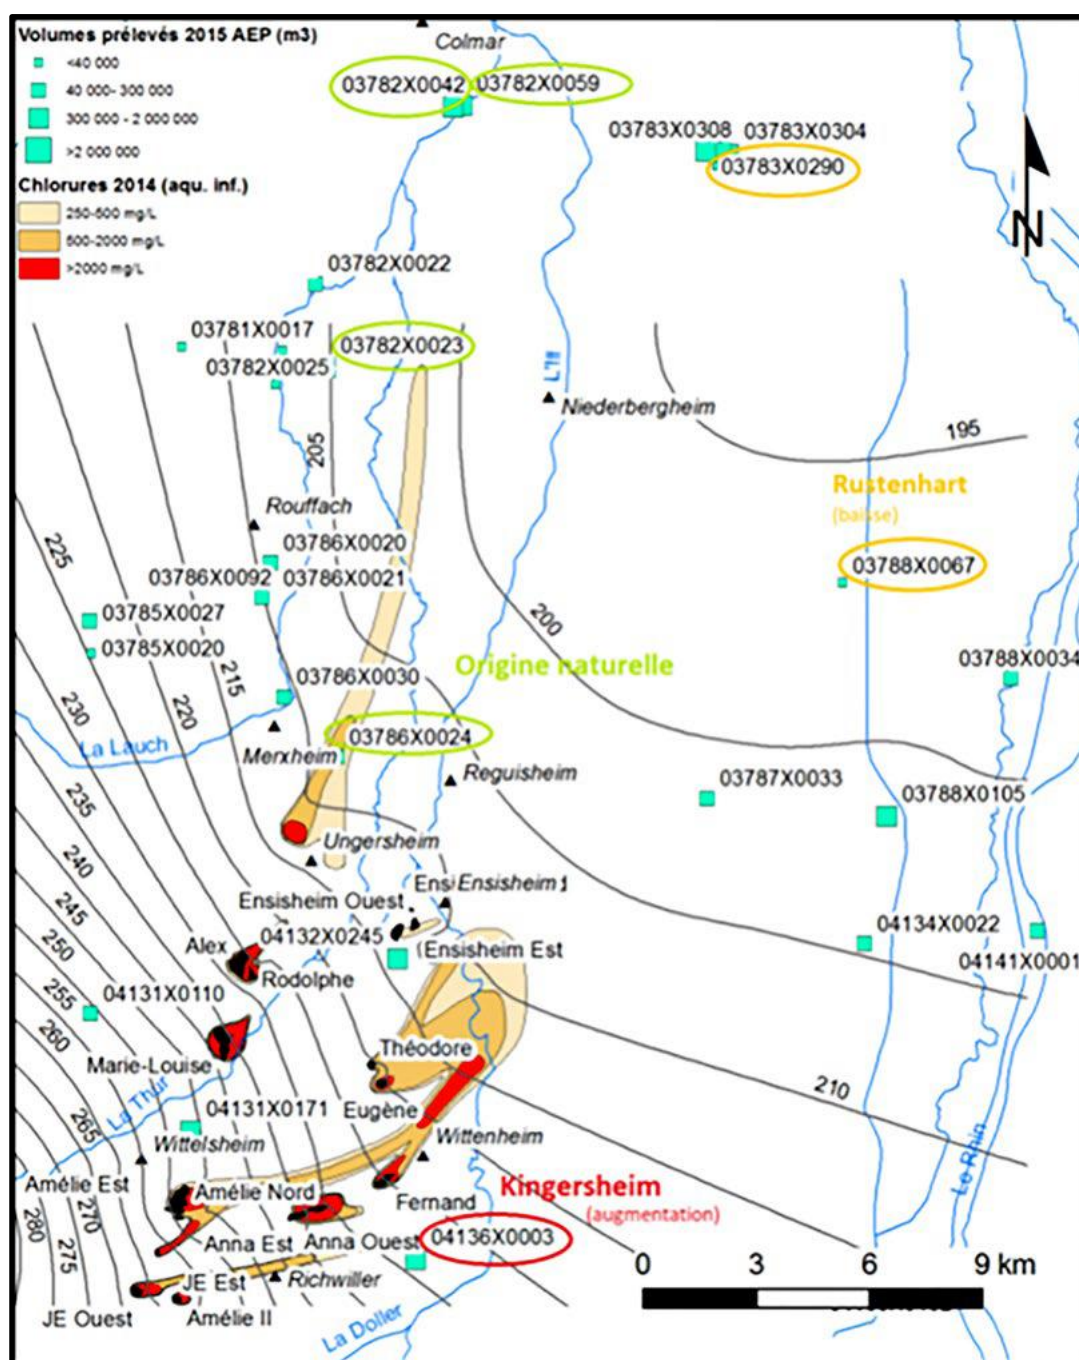 Volumes prélevés 2015 AEP (m3)
<40 000
40 000- 300 000
300 000 - 2 000 000
>2 000 000
Chlorures 2014 (aqu. inf.)
250-500 mg/L
500-2000 mg/L
>2000 mg/L
Colmar
03782X0042
03782X0059
03783X0308
03783X0304
03783X0290
N
03782X0022
03781X0017
03782X0023
03782X0025
L'Ill
Niederbergheim
205
195
Rouffach
Rustenhart
(baisse)
03786X0020
225
03786X0092
03786X0021
03788X0067
03785X0027
200
03785X0020
Origine naturelle
03788X0034
215
03786X0030
220
230
03786X0024
La Lauch
Merxheim
Reguisheim
03787X0033
03788X0105
235
Ungersheim
240
Ensi
Ensisheim
Ensisheim Ouest
245
04132X0245
04134X0022
Alex
(Ensisheim Est
250
04141X0001
Rodolphe
255
04131X0110
260
Théodore
Marie-Louise
210
La Thur
Eugène
04131X0171
265
Wittenheim
Wittelsheim
Le Rhin
Amélie Est
Amélie Nord
Kingersheim
Fernand
(augmentation)
280
270
Anna Est
Anna Ouest
04136X0003
275
0 3 6 9 km
JE Est
Richwiller
JE Ouest
Amélie II
La Doller